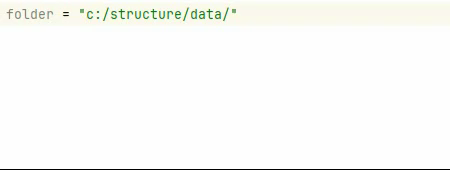 folder = "c:/structure/data/"